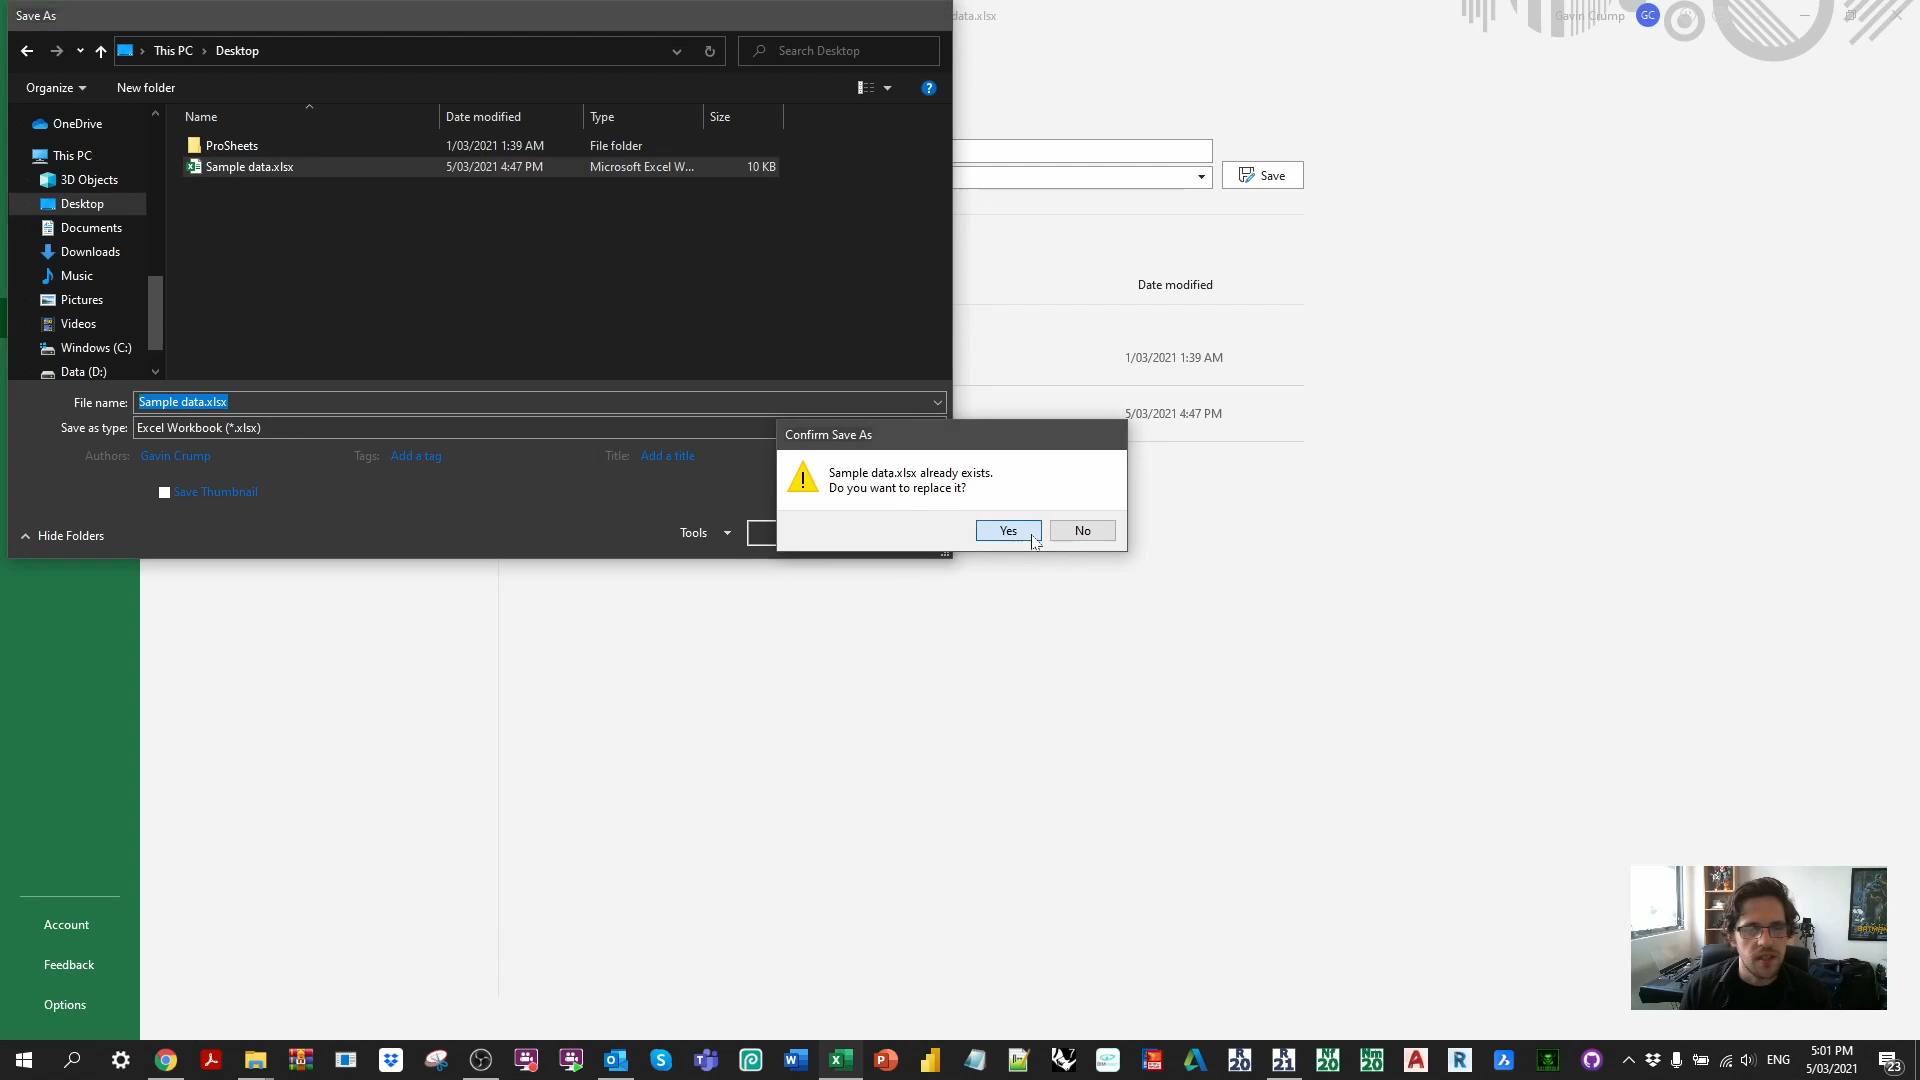 Save As
data.xlsx
Gavin Crump
GC
This PC
Desktop
Search Desktop
Organize
New folder
?
Name
Date modified
Type
Size
OneDrive
This PC
3D Objects
Desktop
Documents
Downloads
Music
Pictures
Videos
Windows (C:)
Data (D:)
ProSheets
1/03/2021 1:39 AM
File folder
Sample data.xlsx
5/03/2021 4:47 PM
Microsoft Excel W...
10 KB
Save
Date modified
1/03/2021 1:39 AM
5/03/2021 4:47 PM
File name:
Sample data.xlsx
Save as type:
Excel Workbook (*.xlsx)
Authors:
Gavin Crump
Tags:
Add a tag
Title:
Add a title
Save Thumbnail
Hide Folders
Tools
Confirm Save As
Sample data.xlsx already exists.
Do you want to replace it?
Yes
No
Account
Feedback
Options
BATMAN
ENG
5:01 PM
5/03/2021
23